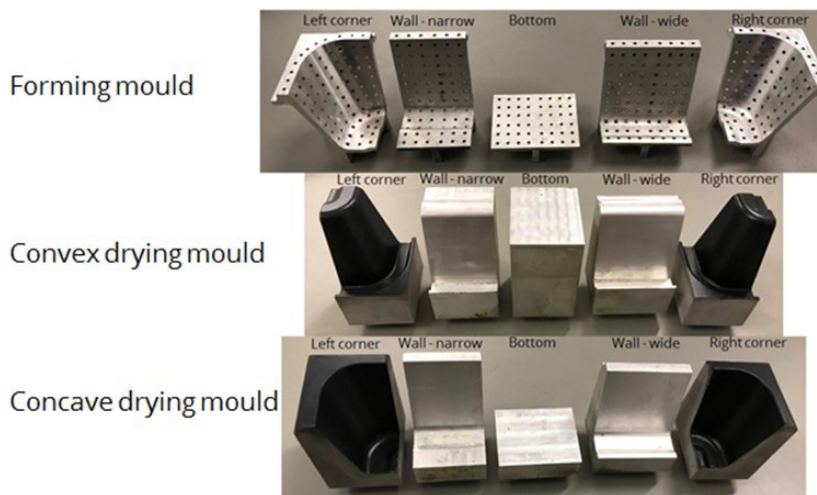 Forming mould
Left corner Wall - narrow Bottom Wall - wide Right corner
Convex drying mould
Left corner Wall - narrow Bottom Wall - wide Right corner
Concave drying mould
Left corner Wall - narrow Bottom Wall - wide Right corner